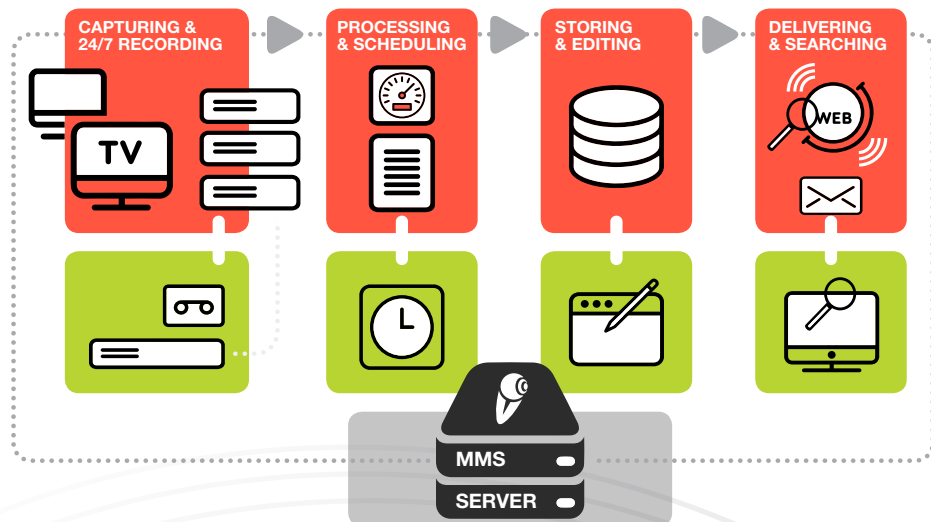 CAPTURING &
24/7 RECORDING
PROCESSING
& SCHEDULING
STORING
& EDITING
DELIVERING
& SEARCHING
TV
WEB
MMS
SERVER